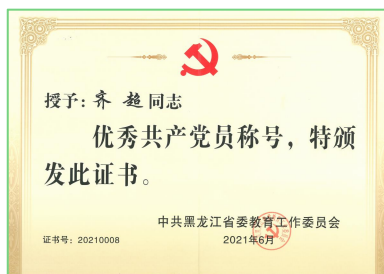 授予：齐超同志
优秀共产党员称号，特颁
发此证书。
中共黑龙江省委教育工作委员会
证书号：20210008
2021年6月